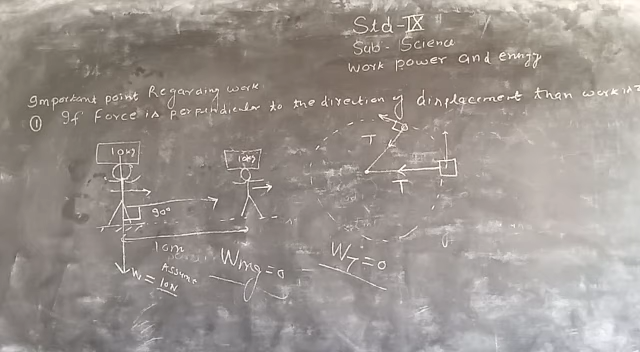 Std-IX
Sub- Science
Work power and energy
Important point Regarding work
① If Force is perpendicular to the direction of displacement than work is
10kg
10kg
90°
10m
Assume
W = 10N
Wmg=0
T
T
WT=0